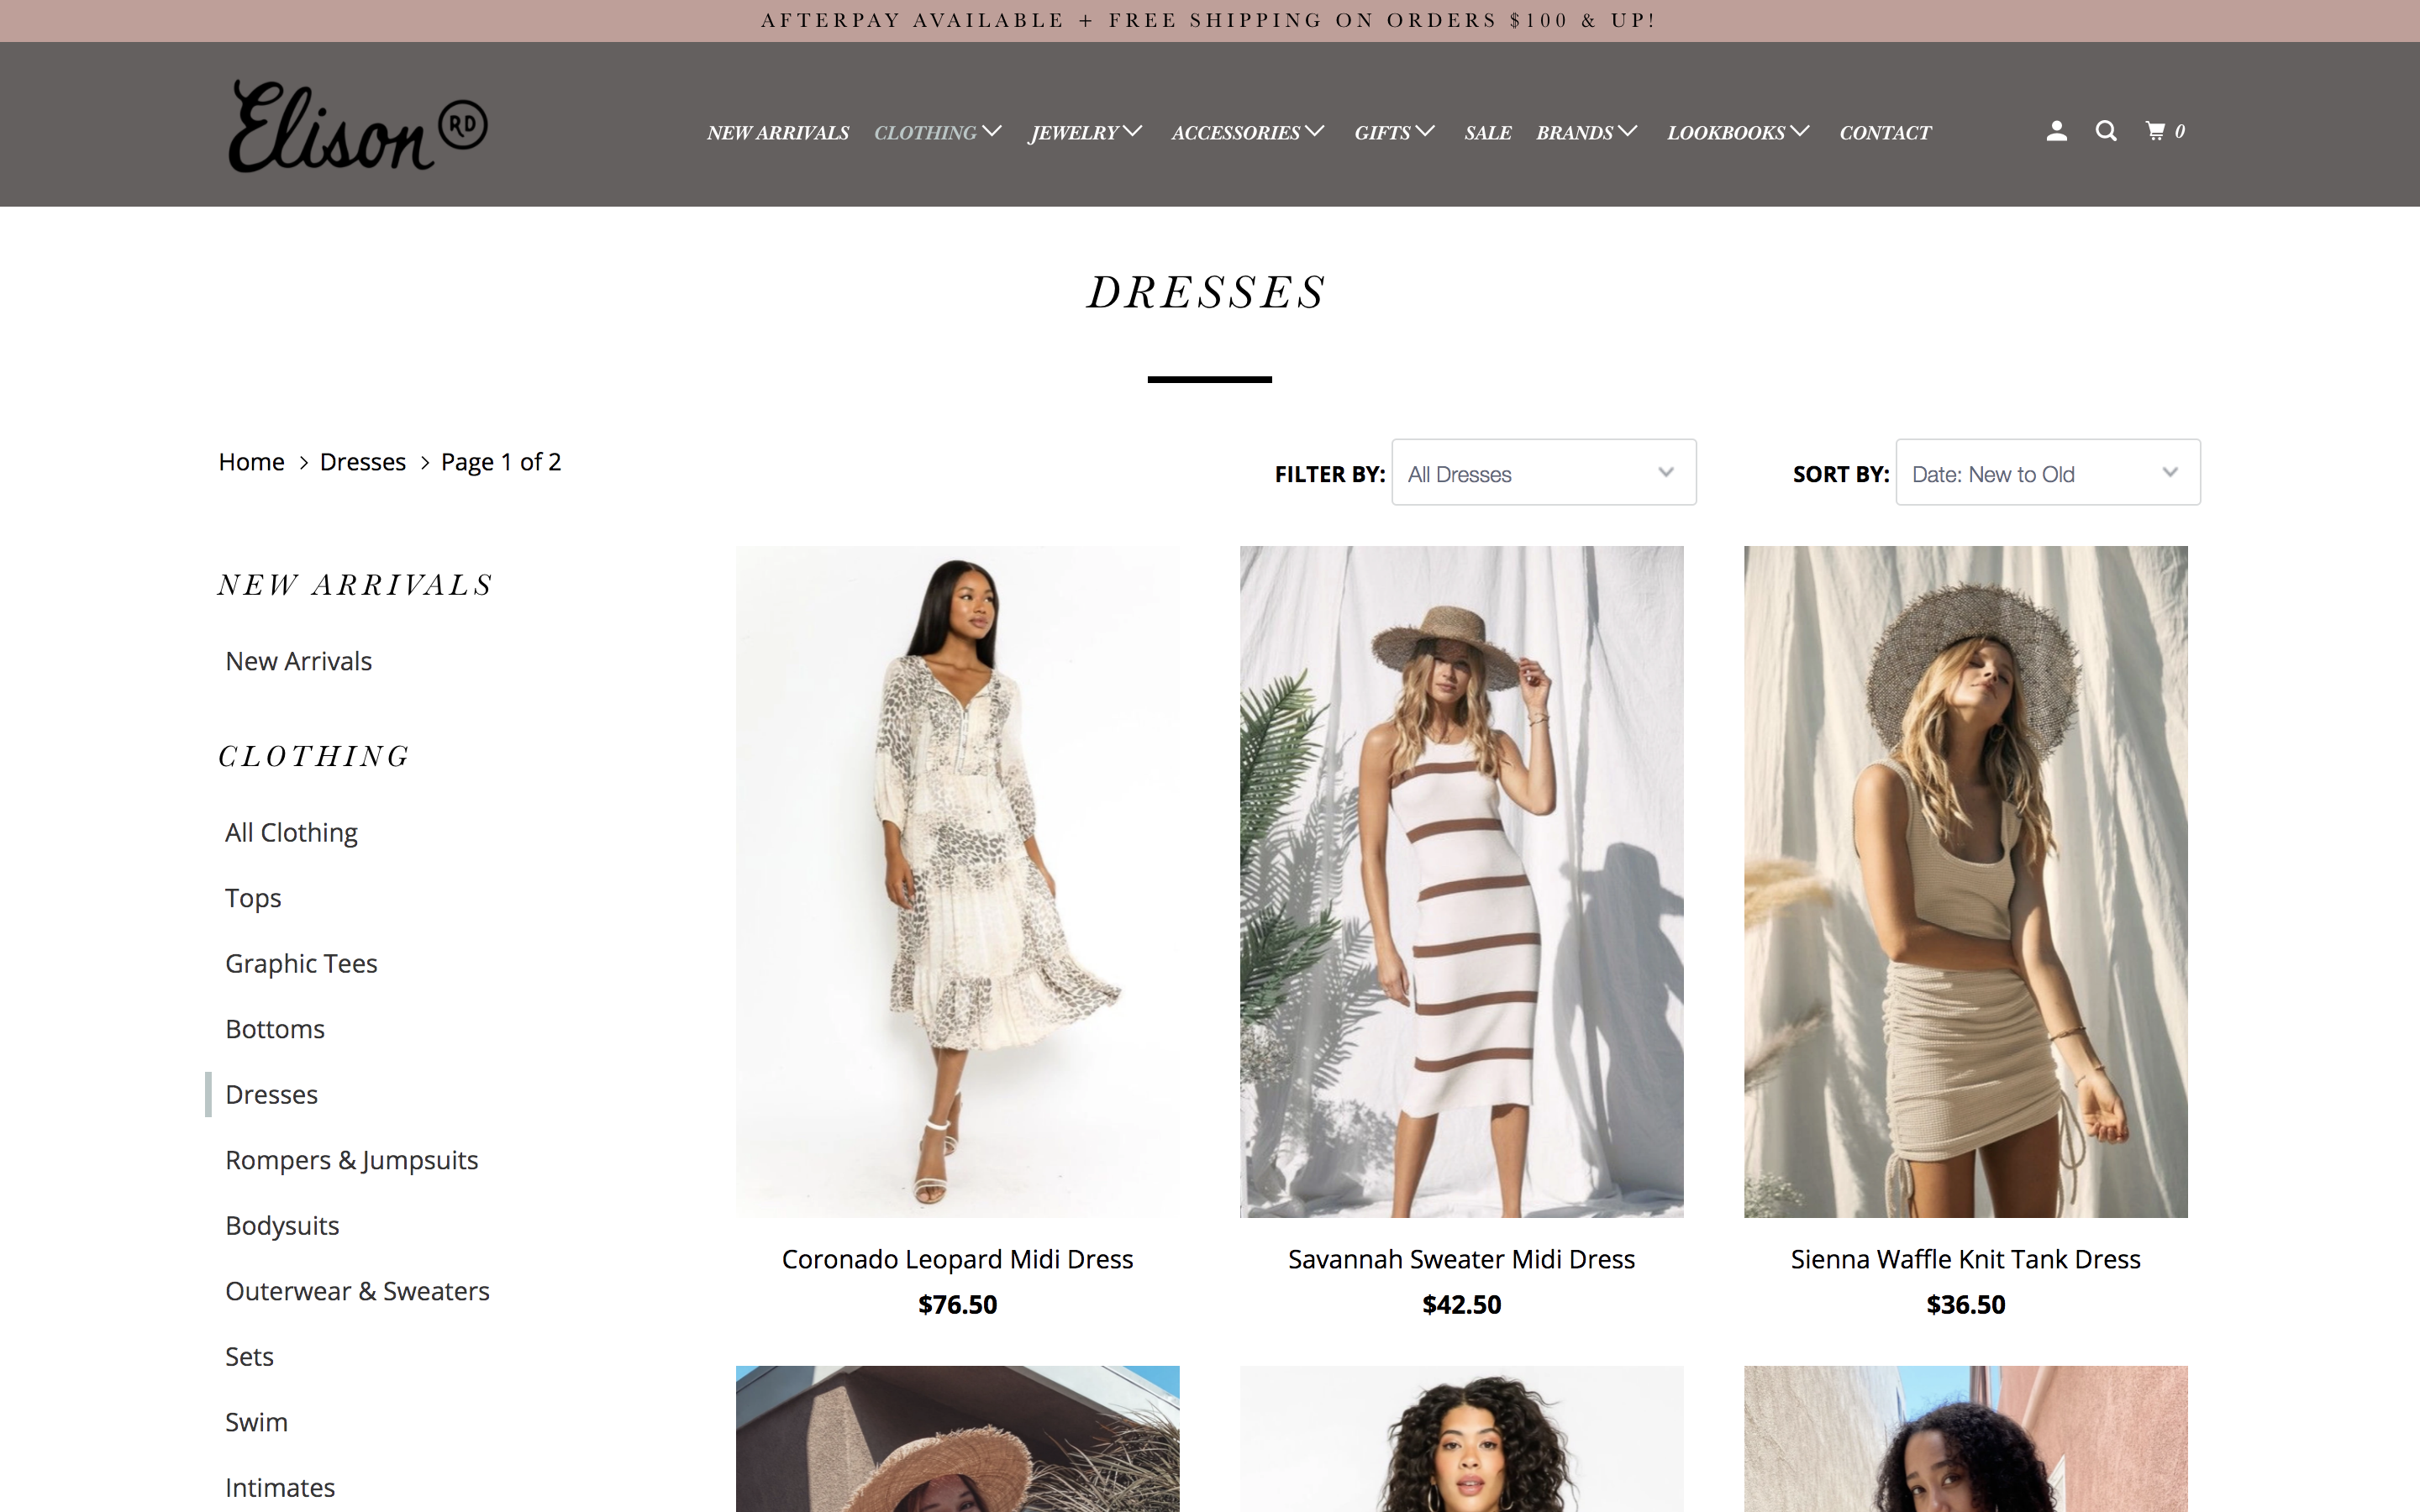 AFTERPAY AVAILABLE + FREE SHIPPING ON ORDERS $100 & UP!
Elison RD
NEW ARRIVALS CLOTHING JEWELRY ACCESSORIES GIFTS SALE BRANDS LOOKBOOKS CONTACT 0
DRESSES
Home > Dresses > Page 1 of 2
FILTER BY: All Dresses SORT BY: Date: New to Old
NEW ARRIVALS
New Arrivals
CLOTHING
All Clothing
Tops
Graphic Tees
Bottoms
Dresses
Rompers & Jumpsuits
Bodysuits
Outerwear & Sweaters
Sets
Swim
Intimates
Coronado Leopard Midi Dress
$76.50
Savannah Sweater Midi Dress
$42.50
Sienna Waffle Knit Tank Dress
$36.50